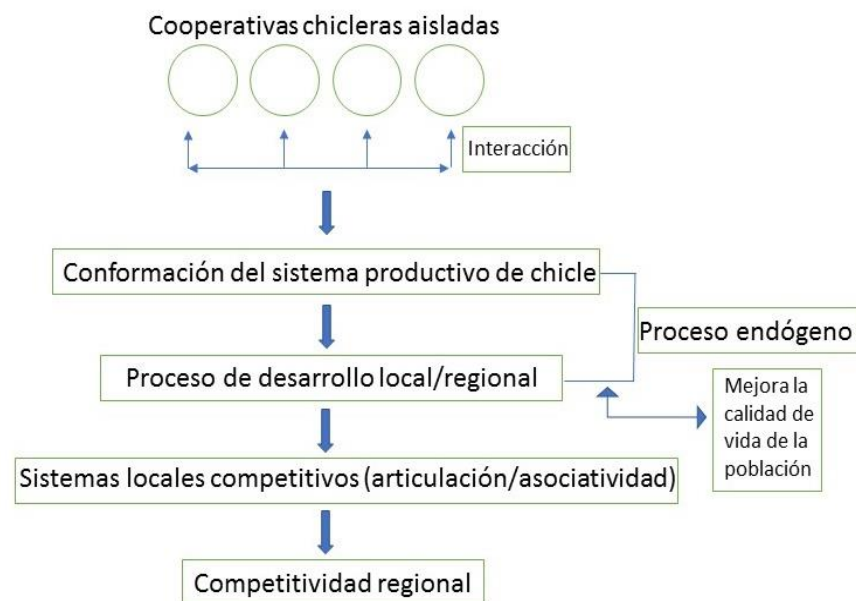 Cooperativas chicleras aisladas
Interacción
Conformación del sistema productivo de chicle
Proceso endógeno
Proceso de desarrollo local/regional
Mejora la
calidad de
vida de la
población
Sistemas locales competitivos (articulación/asociatividad)
Competitividad regional